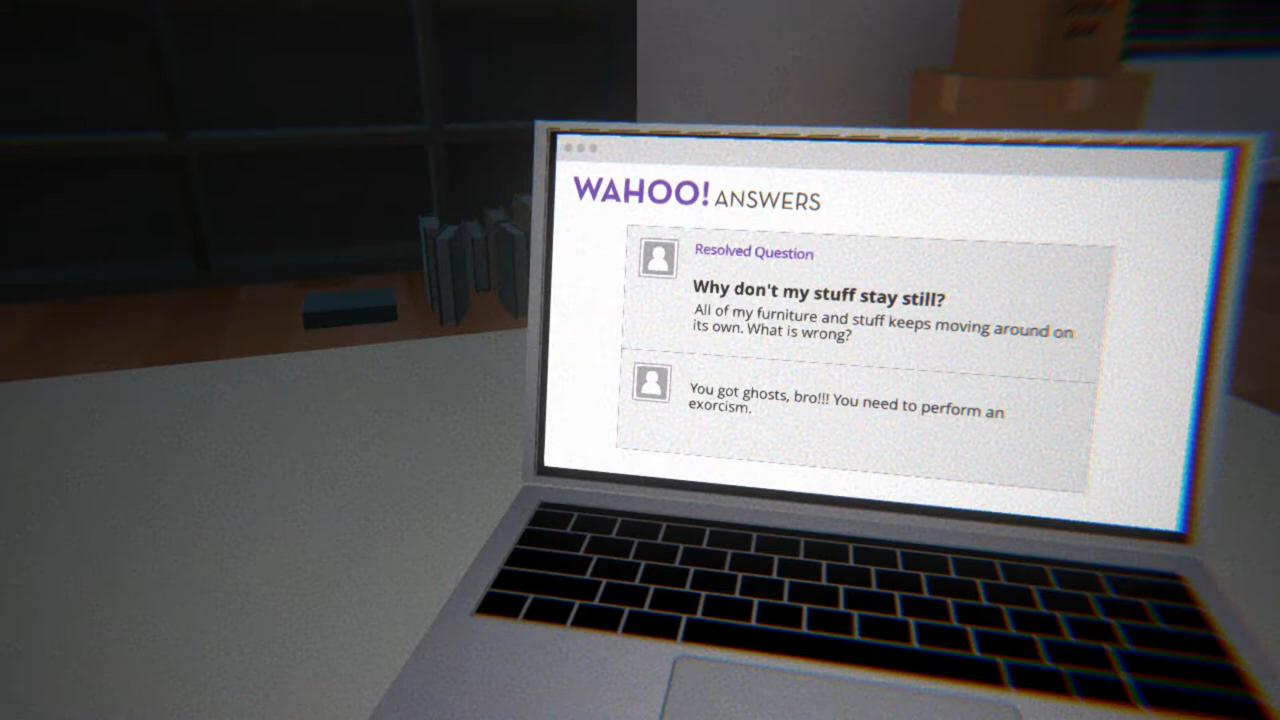 WAHOO! ANSWERS
Resolved Question
Why don't my stuff stay still?
All of my furniture and stuff keeps moving around on
its own. What is wrong?
You got ghosts, bro!!! You need to perform an
exorcism.